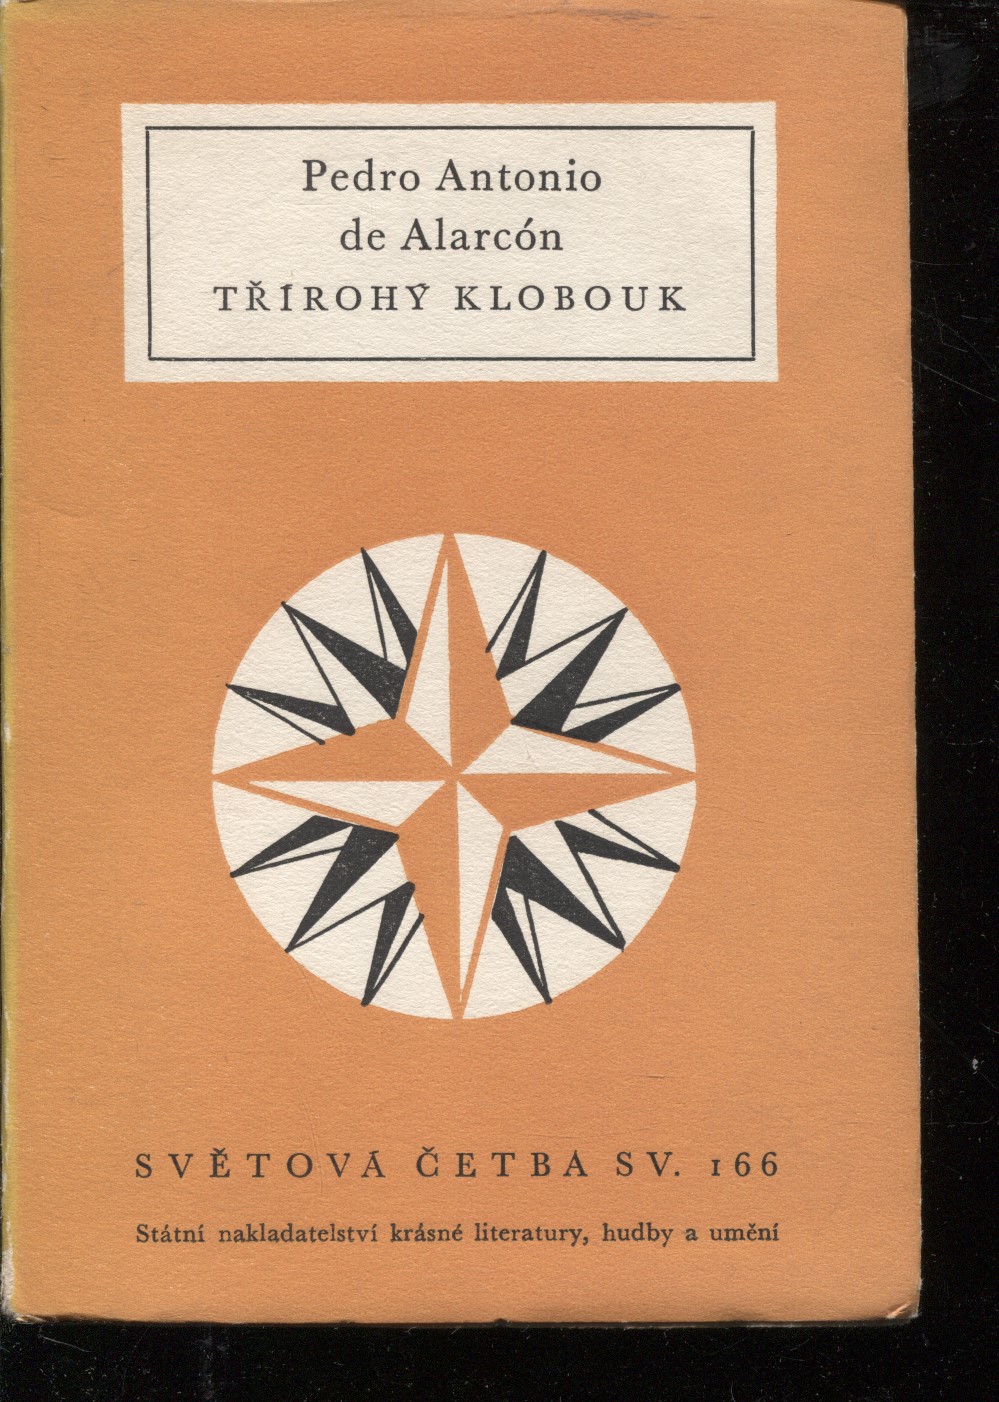 Pedro Antonio
de Alarcón
TŘÍROHÝ KLOBOUK
SVĚTOVÁ ČETBA SV. 166
Státní nakladatelství krásné literatury, hudby a umění